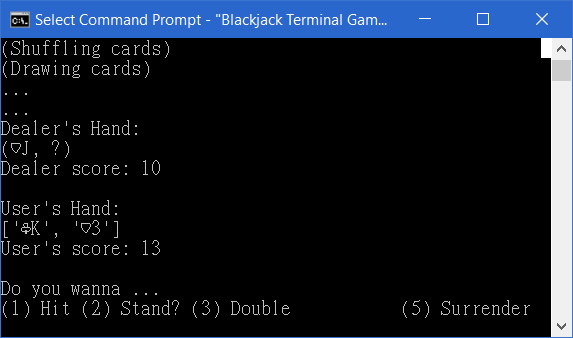 Select Command Prompt - "Blackjack Terminal Gam...
(Shuffling cards)
(Drawing cards)
...
...
Dealer's Hand:
(♡J, ?)
Dealer score: 10
User's Hand:
['♧K', '♡3']
User's score: 13
Do you wanna ...
(1) Hit (2) Stand? (3) Double (5) Surrender